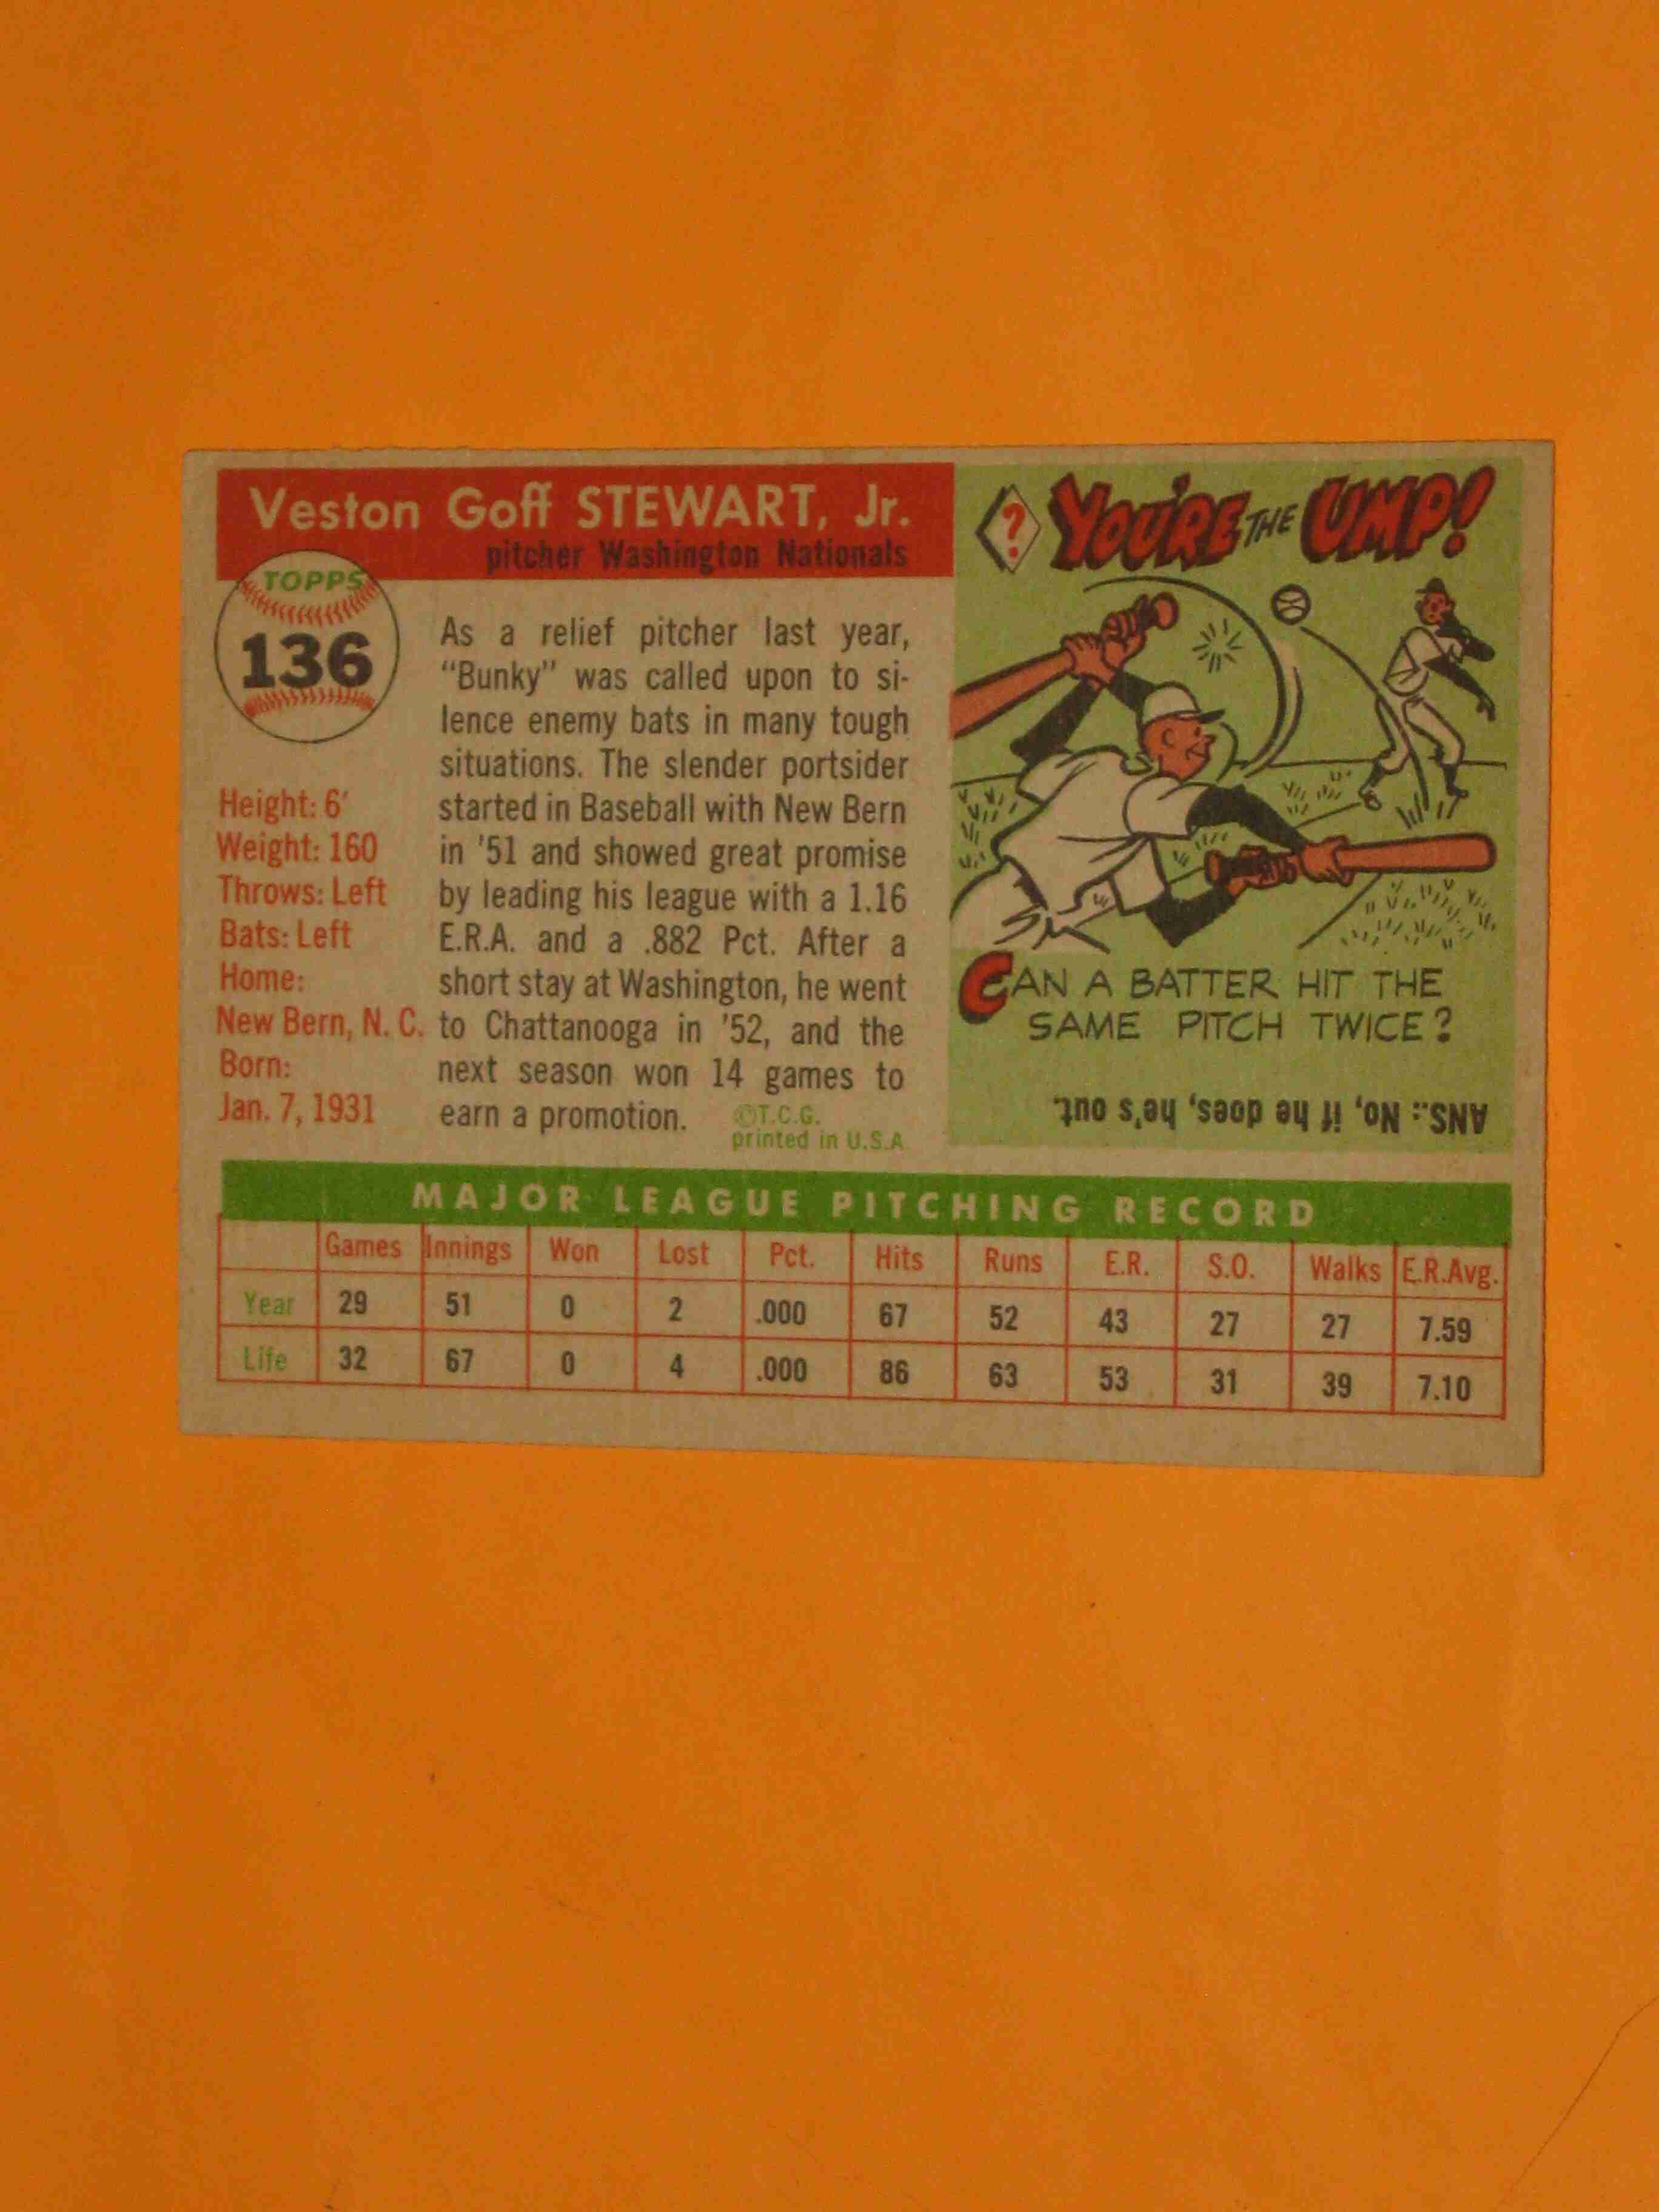 Veston Goff STEWART, Jr.
pitcher Washington Nationals
TOPPS
136
Height: 6'
Weight: 160
Throws: Left
Bats: Left
Home:
New Bern, N. C.
Born:
Jan. 7, 1931
As a relief pitcher last year,
"Bunky" was called upon to si-
lence enemy bats in many tough
situations. The slender portsider
started in Baseball with New Bern
in '51 and showed great promise
by leading his league with a 1.16
E.R.A. and a .882 Pct. After a
short stay at Washington, he went
to Chattanooga in '52, and the
next season won 14 games to
earn a promotion.
©T.C.G.
printed in U.S.A
? YOU'RE THE UMP!
CAN A BATTER HIT THE
SAME PITCH TWICE?
ANS.: No, if he does, he's out.
MAJOR LEAGUE PITCHING RECORD
Games Innings Won Lost Pct. Hits Runs E.R. S.O. Walks E.R.Avg.
Year 29 51 0 2 .000 67 52 43 27 27 7.59
Life 32 67 0 4 .000 86 63 53 31 39 7.10